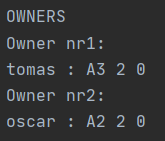 OWNERS
Owner nr1:
tomas : A3 2 0
Owner nr2:
oscar : A2 2 0